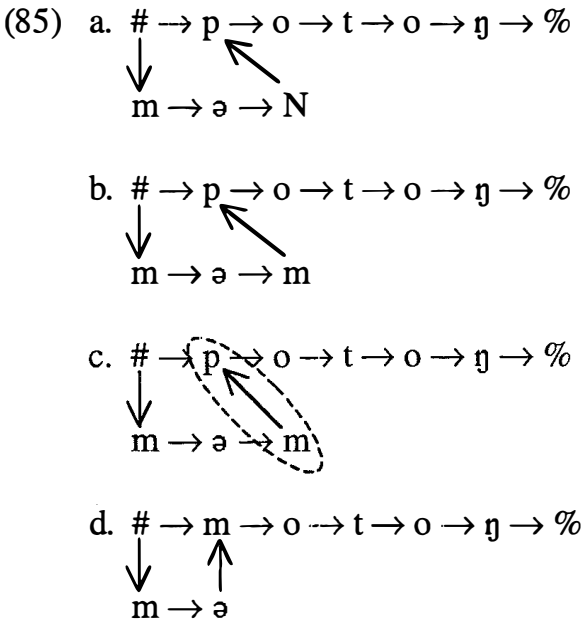 (85) a. # → p → o → t → o → ŋ → %
m → ə → N
b. # → p → o → t → o → ŋ → %
m → ə → m
c. # → p → o → t → o → ŋ → %
m → ə → m
d. # → m → o → t → o → ŋ → %
m → ə